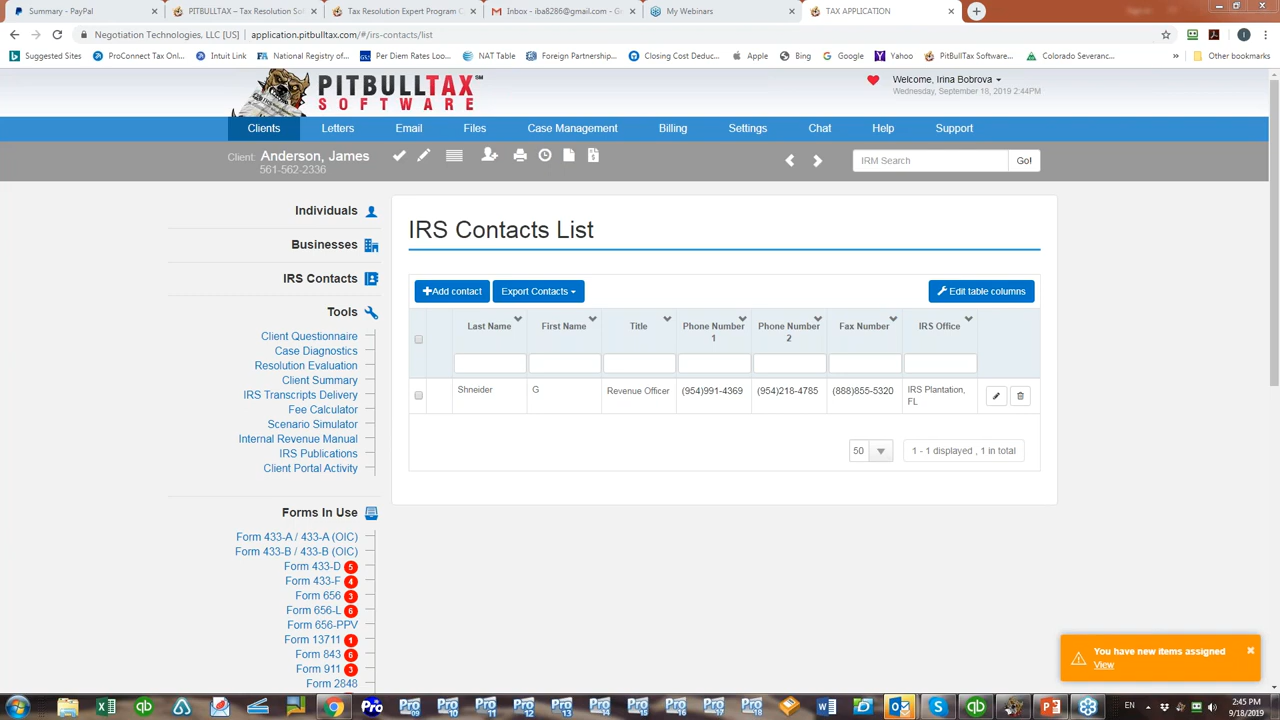 Summary - PayPal
PITBULLTAX – Tax Resolution Sof
Tax Resolution Expert Program C
Inbox - iba8286@gmail.com - G
My Webinars
TAX APPLICATION
Negotiation Technologies, LLC [US]
application.pitbulltax.com/#/irs-contacts/list
Suggested Sites
ProConnect Tax Onl...
Intuit Link
National Registry of...
Per Diem Rates Loo...
NAT Table
Foreign Partnership...
Closing Cost Deduc...
Apple
Bing
Google
Yahoo
PitBullTax Software...
Colorado Severanc...
»
Other bookmarks
PITBULLTAX SM
SOFTWARE
Welcome, Irina Bobrova
Wednesday, September 18, 2019 2:44PM
Clients
Letters
Email
Files
Case Management
Billing
Settings
Chat
Help
Support
Client: Anderson, James
561-562-2336
IRM Search
Go!
Individuals
Businesses
IRS Contacts
Tools
Client Questionnaire
Case Diagnostics
Resolution Evaluation
Client Summary
IRS Transcripts Delivery
Fee Calculator
Scenario Simulator
Internal Revenue Manual
IRS Publications
Client Portal Activity
Forms In Use
Form 433-A / 433-A (OIC)
Form 433-B / 433-B (OIC)
Form 433-D 5
Form 433-F 4
Form 656 3
Form 656-L 6
Form 656-PPV
Form 13711 1
Form 843 6
Form 911 3
Form 2848
IRS Contacts List
+Add contact
Export Contacts
Edit table columns
Last Name
First Name
Title
Phone Number
1
Phone Number
2
Fax Number
IRS Office
Shneider
G
Revenue Officer
(954)991-4369
(954)218-4785
(888)855-5320
IRS Plantation,
FL
50
1 - 1 displayed , 1 in total
You have new items assigned
View
EN
2:45 PM
9/18/2019